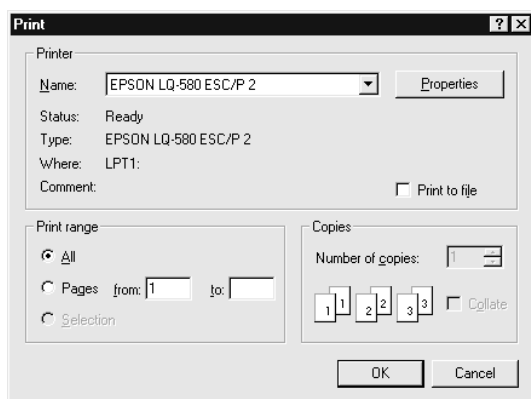 Print
Printer
Name: EPSON LQ-580 ESC/P 2 Properties
Status: Ready
Type: EPSON LQ-580 ESC/P 2
Where: LPT1:
Comment: Print to file
Print range
All
Pages from: 1 to:
Selection
Copies
Number of copies: 1
1 1 2 2 3 3 Collate
OK Cancel